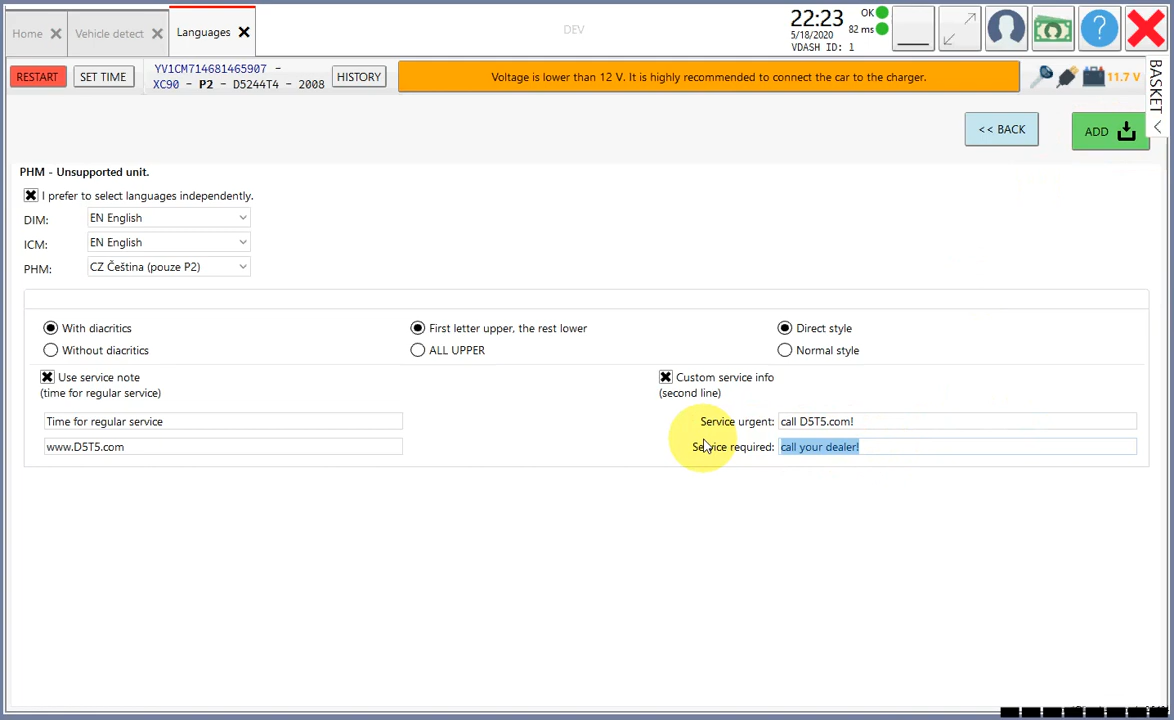 Home
Vehicle detect
Languages
DEV
22:23
5/18/2020
VDASH ID: 1
OK
82 ms
?
RESTART
SET TIME
YV1CM714681465907 -
XC90 - P2 - D5244T4 - 2008
HISTORY
Voltage is lower than 12 V. It is highly recommended to connect the car to the charger.
11.7 V
BASKET
<< BACK
ADD
PHM - Unsupported unit.
I prefer to select languages independently.
DIM: EN English
ICM: EN English
PHM: CZ Čeština (pouze P2)
With diacritics First letter upper, the rest lower Direct style
Without diacritics ALL UPPER Normal style
Use service note Custom service info
(time for regular service) (second line)
Time for regular service Service urgent: call D5T5.com!
www.D5T5.com Service required: call your dealer!